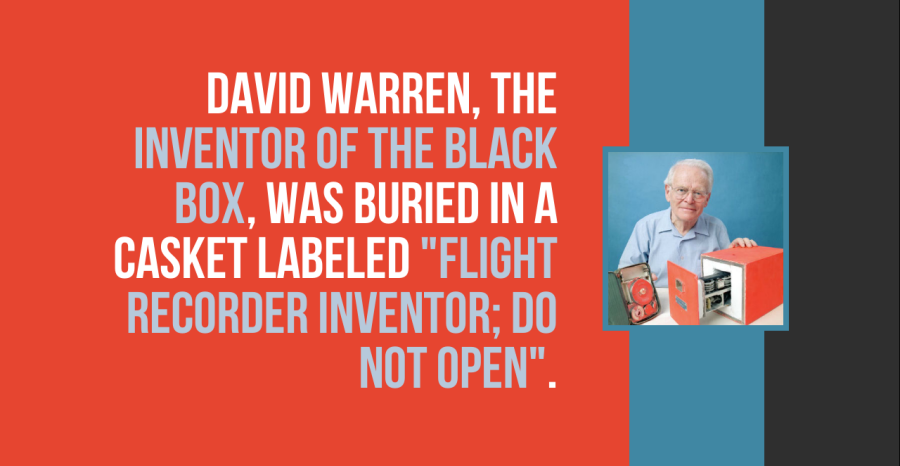 DAVID WARREN, THE
INVENTOR OF THE BLACK
BOX, WAS BURIED IN A
CASKET LABELED "FLIGHT
RECORDER INVENTOR; DO
NOT OPEN".